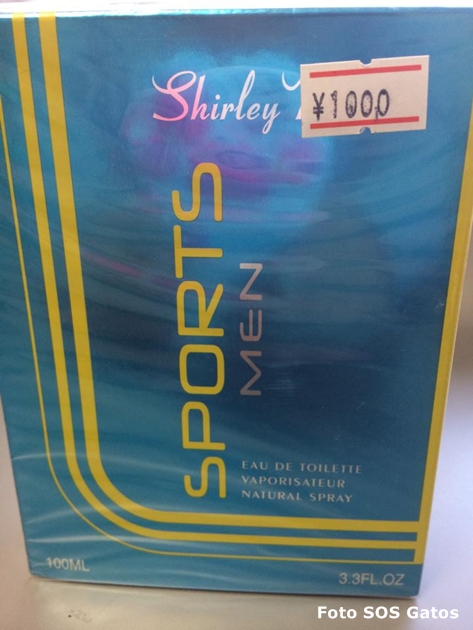 Shirley
¥1000
SPORTS
MEN
EAU DE TOILETTE
VAPORISATEUR
NATURAL SPRAY
100ML
3.3FL.OZ
Foto SOS Gatos